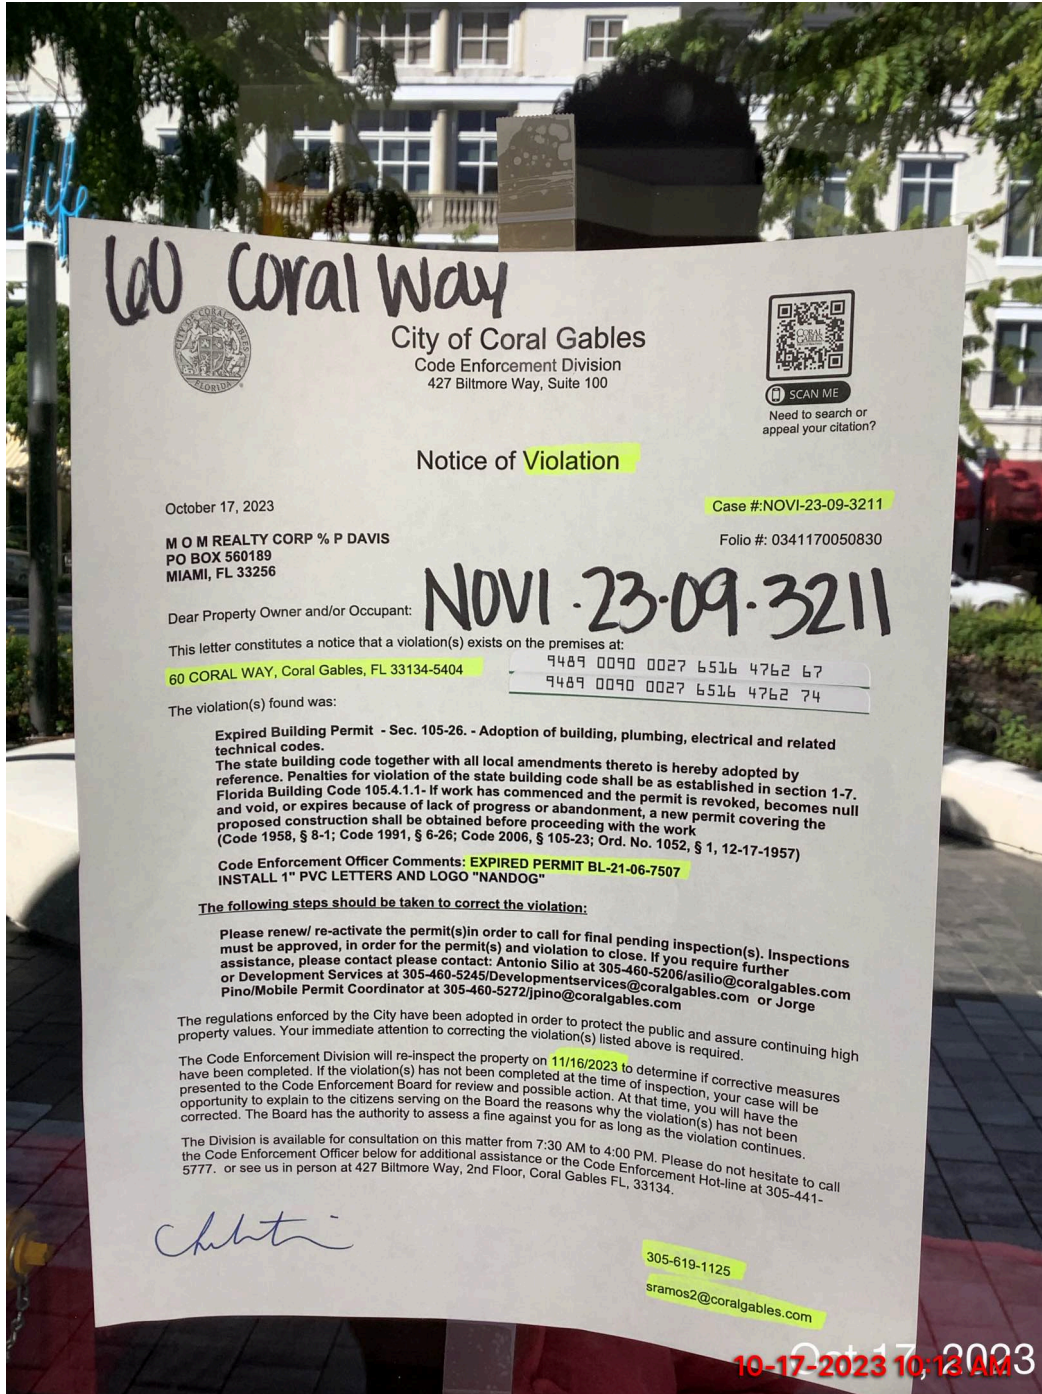 60 Coral Way
City of Coral Gables
Code Enforcement Division
427 Biltmore Way, Suite 100
CITY OF CORAL GABLES
FLORIDA
CORAL GABLES
SCAN ME
Need to search or
appeal your citation?
Life
Notice of Violation
October 17, 2023
Case #:NOVI-23-09-3211
M O M REALTY CORP % P DAVIS
PO BOX 560189
MIAMI, FL 33256
Folio #: 0341170050830
NOVI-23-09-3211
Dear Property Owner and/or Occupant:
This letter constitutes a notice that a violation(s) exists on the premises at:
60 CORAL WAY, Coral Gables, FL 33134-5404
9489 0090 0027 6516 4762 67
9489 0090 0027 6516 4762 74
The violation(s) found was:
Expired Building Permit - Sec. 105-26. - Adoption of building, plumbing, electrical and related
technical codes.
The state building code together with all local amendments thereto is hereby adopted by
reference. Penalties for violation of the state building code shall be as established in section 1-7.
Florida Building Code 105.4.1.1- If work has commenced and the permit is revoked, becomes null
and void, or expires because of lack of progress or abandonment, a new permit covering the
proposed construction shall be obtained before proceeding with the work
(Code 1958, § 8-1; Code 1991, § 6-26; Code 2006, § 105-23; Ord. No. 1052, § 1, 12-17-1957)
Code Enforcement Officer Comments: EXPIRED PERMIT BL-21-06-7507
INSTALL 1" PVC LETTERS AND LOGO "NANDOG"
The following steps should be taken to correct the violation:
Please renew/ re-activate the permit(s)in order to call for final pending inspection(s). Inspections
must be approved, in order for the permit(s) and violation to close. If you require further
assistance, please contact please contact: Antonio Silio at 305-460-5206/asilio@coralgables.com
or Development Services at 305-460-5245/Developmentservices@coralgables.com or Jorge
Pino/Mobile Permit Coordinator at 305-460-5272/jpino@coralgables.com
The regulations enforced by the City have been adopted in order to protect the public and assure continuing high
property values. Your immediate attention to correcting the violation(s) listed above is required.
The Code Enforcement Division will re-inspect the property on 11/16/2023 to determine if corrective measures
have been completed. If the violation(s) has not been completed at the time of inspection, your case will be
presented to the Code Enforcement Board for review and possible action. At that time, you will have the
opportunity to explain to the citizens serving on the Board the reasons why the violation(s) has not been
corrected. The Board has the authority to assess a fine against you for as long as the violation continues.
The Division is available for consultation on this matter from 7:30 AM to 4:00 PM. Please do not hesitate to call
the Code Enforcement Officer below for additional assistance or the Code Enforcement Hot-line at 305-441-
5777. or see us in person at 427 Biltmore Way, 2nd Floor, Coral Gables FL, 33134.
305-619-1125
sramos2@coralgables.com
Oct 17, 2023
10-17-2023 10:13 AM